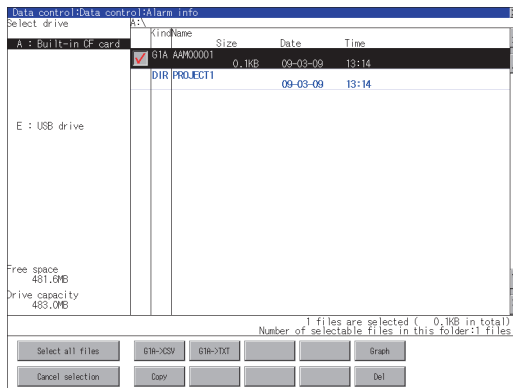 Data control:Data control:Alarm info
Select drive A:\
Kind Name
Size Date Time
A : Built-in CF card
G1A AAM00001
0.1KB 09-03-09 13:14
DIR PROJECT1
09-03-09 13:14
E : USB drive
Free space
481.6MB
Drive capacity
483.0MB
1 files are selected ( 0.1KB in total)
Number of selectable files in this folder:1 files
Select all files G1A->CSV G1A->TXT Graph
Cancel selection Copy Del